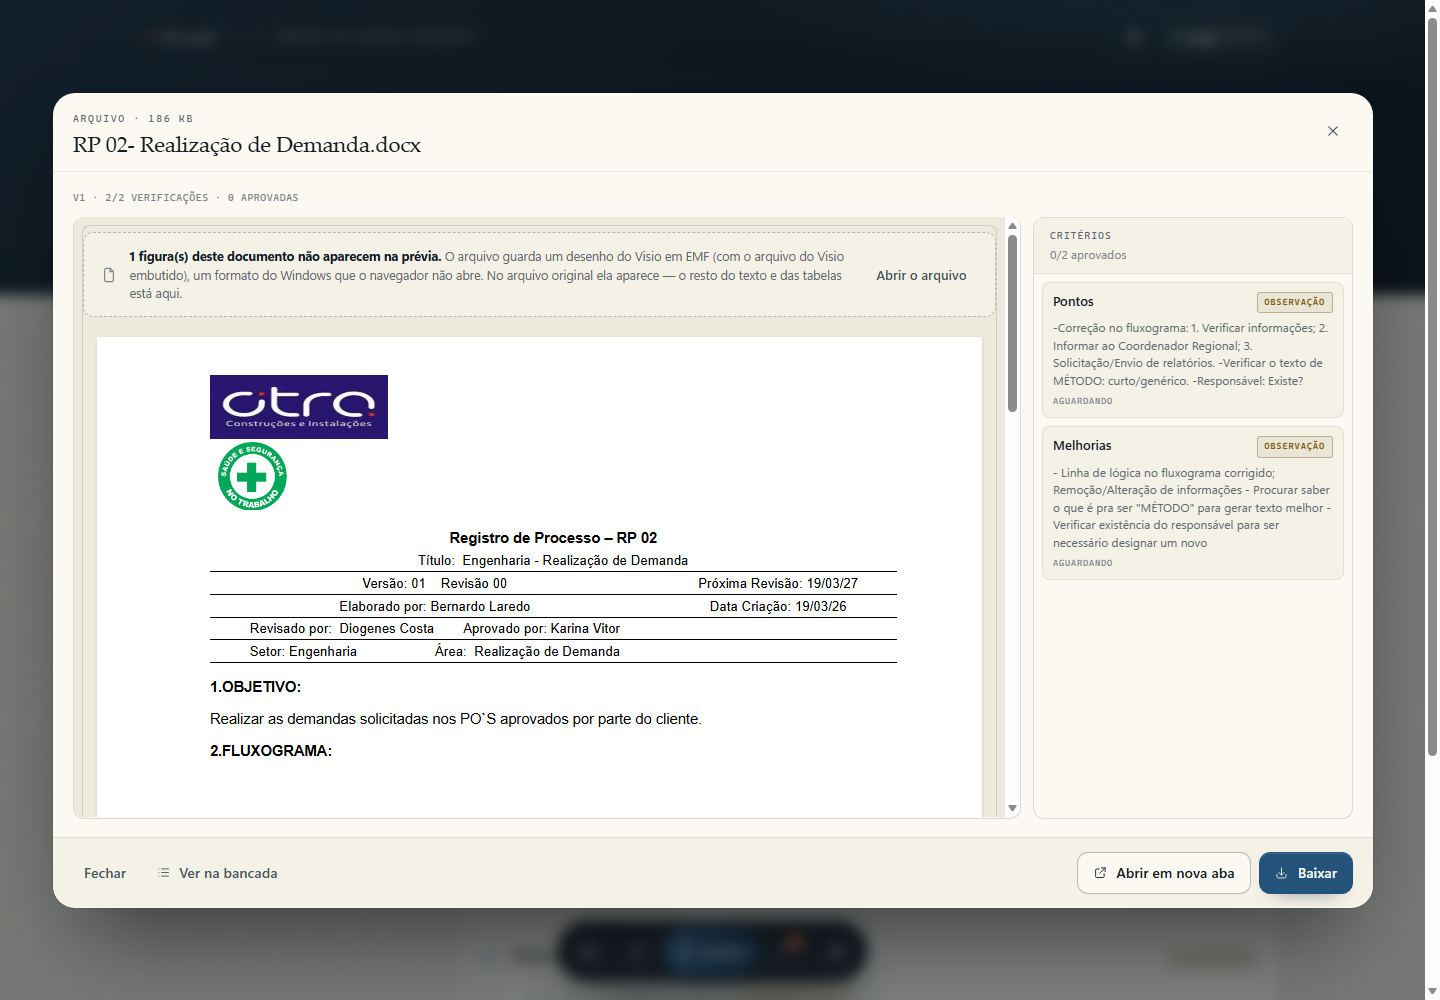 ARQUIVO · 186 KB
RP 02- Realização de Demanda.docx
V1 · 2/2 VERIFICAÇÕES · 0 APROVADAS
1 figura(s) deste documento não aparecem na prévia. O arquivo guarda um desenho do Visio em EMF (com o arquivo do Visio
embutido), um formato do Windows que o navegador não abre. No arquivo original ela aparece — o resto do texto e das tabelas
está aqui.
Abrir o arquivo
Construções e Instalações
SAÚDE E SEGURANÇA
NO TRABALHO
Registro de Processo – RP 02
Título: Engenharia - Realização de Demanda
Versão: 01 Revisão 00 Próxima Revisão: 19/03/27
Elaborado por: Bernardo Laredo Data Criação: 19/03/26
Revisado por: Diogenes Costa Aprovado por: Karina Vitor
Setor: Engenharia Área: Realização de Demanda
1.OBJETIVO:
Realizar as demandas solicitadas nos PO`S aprovados por parte do cliente.
2.FLUXOGRAMA:
CRITÉRIOS
0/2 aprovados
Pontos OBSERVAÇÃO
-Correção no fluxograma: 1. Verificar informações; 2.
Informar ao Coordenador Regional; 3.
Solicitação/Envio de relatórios. -Verificar o texto de
MÉTODO: curto/genérico. -Responsável: Existe?
AGUARDANDO
Melhorias OBSERVAÇÃO
- Linha de lógica no fluxograma corrigido;
Remoção/Alteração de informações - Procurar saber
o que é pra ser "MÉTODO" para gerar texto melhor -
Verificar existência do responsável para ser
necessário designar um novo
AGUARDANDO
Fechar
Ver na bancada
Abrir em nova aba
Baixar